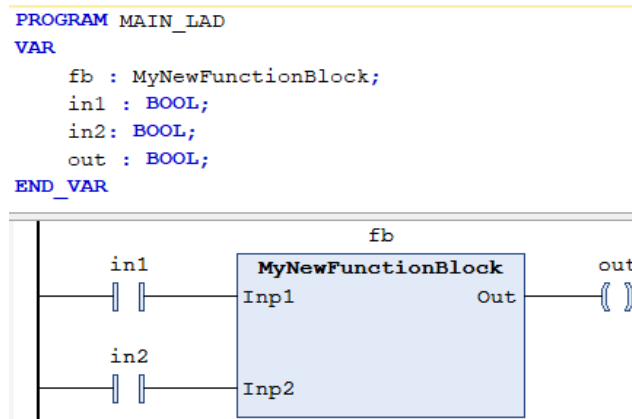 PROGRAM MAIN_LAD
VAR
fb : MyNewFunctionBlock;
in1 : BOOL;
in2: BOOL;
out : BOOL;
END_VAR
fb
in1 MyNewFunctionBlock out
Inp1 Out
in2
Inp2